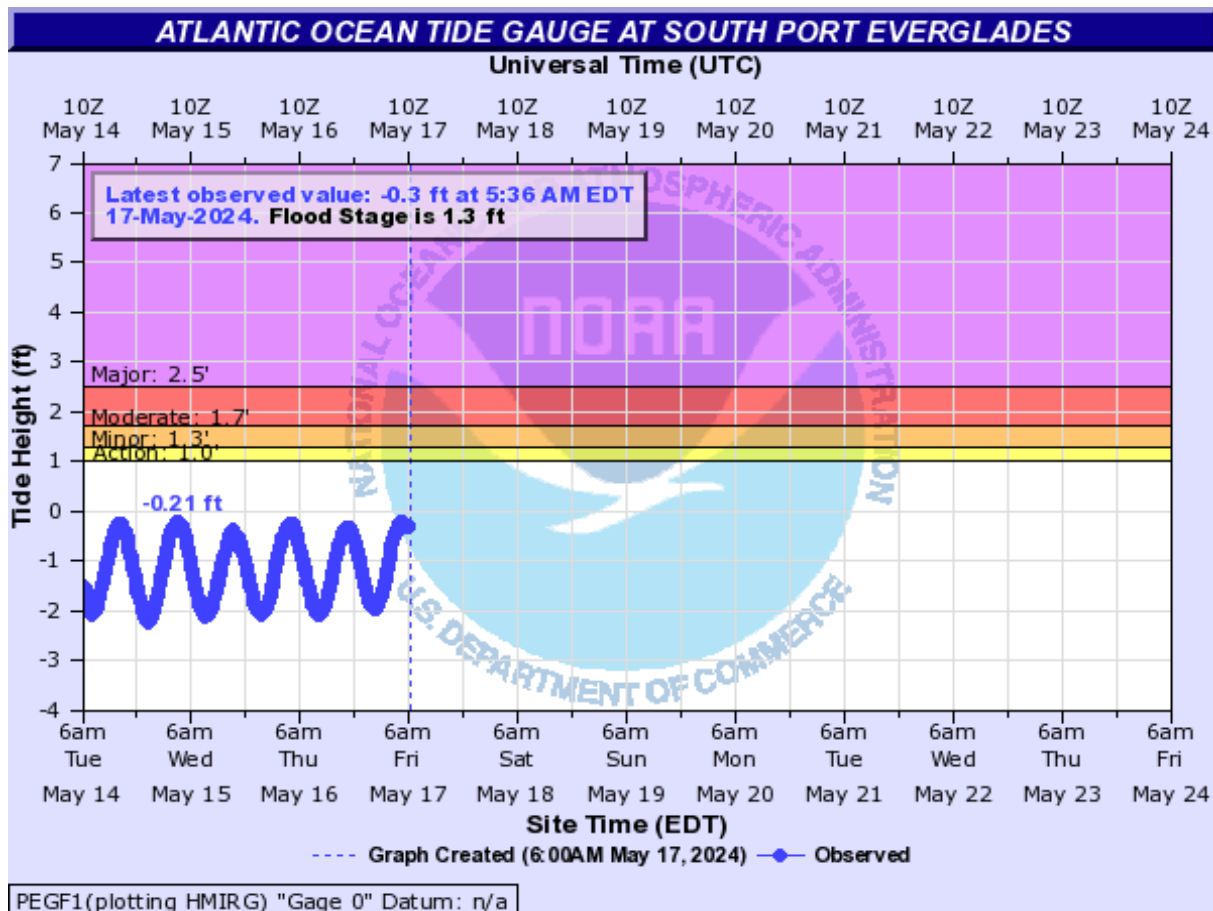 ATLANTIC OCEAN TIDE GAUGE AT SOUTH PORT EVERGLADES
Universal Time (UTC)
10Z 10Z 10Z 10Z 10Z 10Z 10Z 10Z 10Z 10Z 10Z
May 14 May 15 May 16 May 17 May 18 May 19 May 20 May 21 May 22 May 23 May 24
Tide Height (ft)
7
6
5
4
3
2
1
0
-1
-2
-3
-4
Latest observed value: -0.3 ft at 5:36 AM EDT
17-May-2024. Flood Stage is 1.3 ft
NATIONAL OCEANIC AND ATMOSPHERIC ADMINISTRATION
NOAA
U.S. DEPARTMENT OF COMMERCE
Major: 2.5'
Moderate: 1.7'
Minor: 1.3'
Action: 1.0'
-0.21 ft
6am 6am 6am 6am 6am 6am 6am 6am 6am 6am 6am
Tue Wed Thu Fri Sat Sun Mon Tue Wed Thu Fri
May 14 May 15 May 16 May 17 May 18 May 19 May 20 May 21 May 22 May 23 May 24
Site Time (EDT)
Graph Created (6:00AM May 17, 2024) Observed
PEGF1(plotting HMIRG) "Gage 0" Datum: n/a